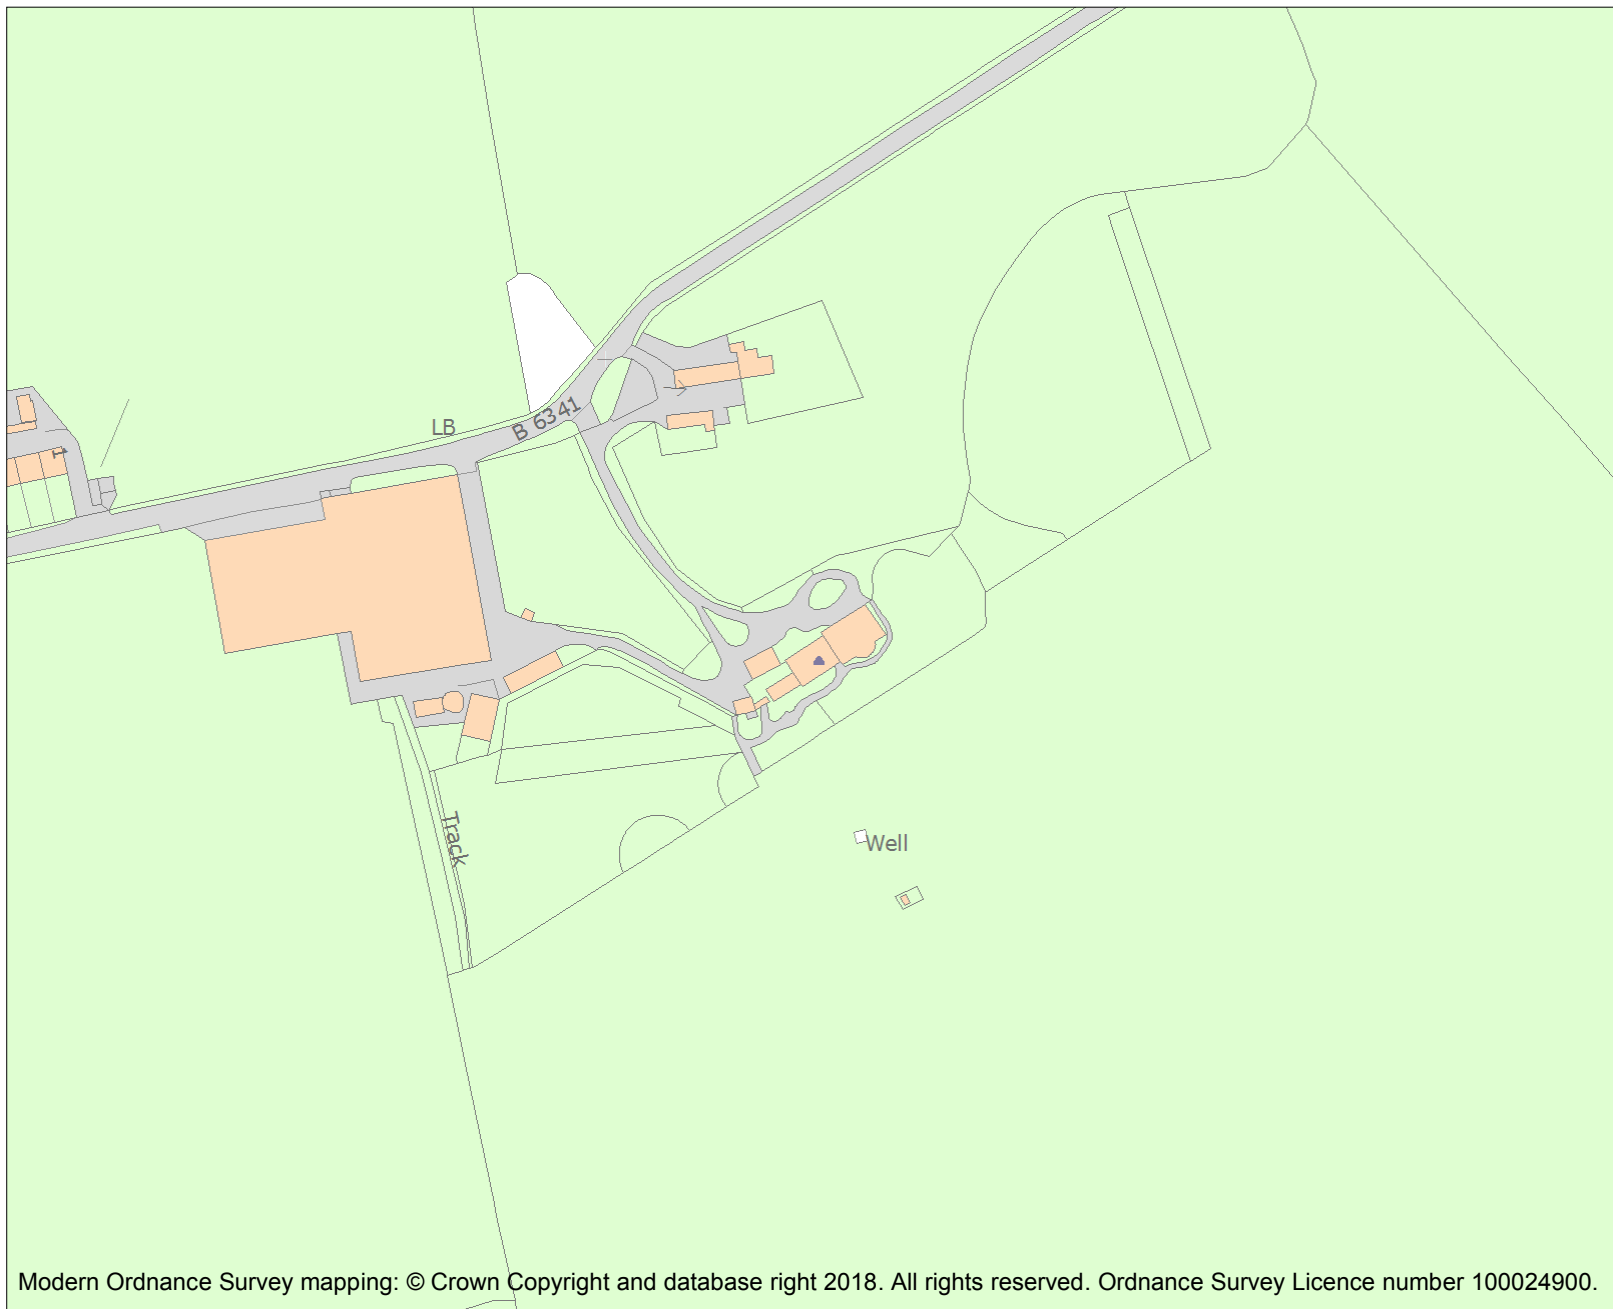 LB
B 6341
1
Track
Well
Modern Ordnance Survey mapping: © Crown Copyright and database right 2018. All rights reserved. Ordnance Survey Licence number 100024900.